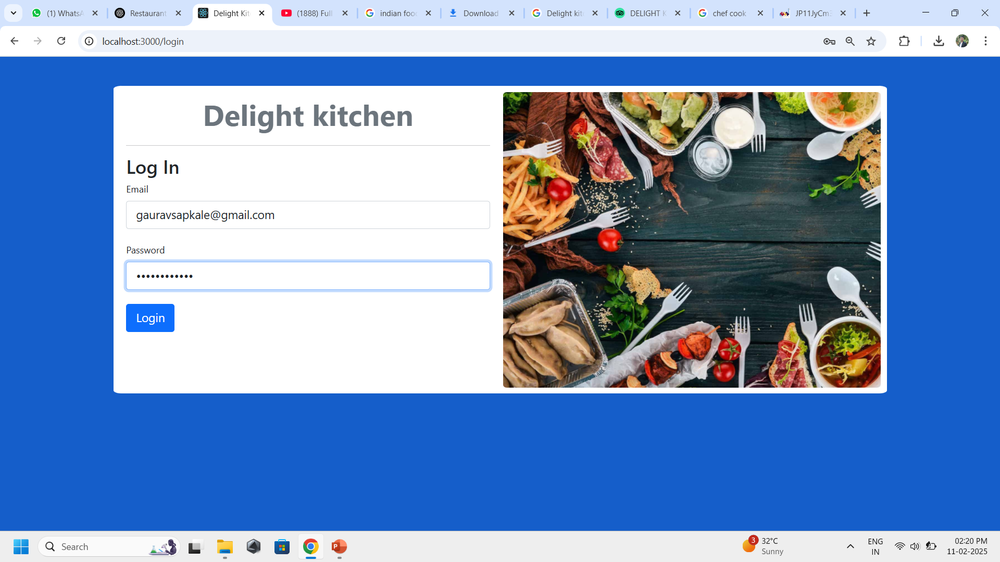 (1) WhatsA
Restaurant
Delight Kit
(1888) Full
indian food
Download
Delight kit
DELIGHT K
chef cook
JP11JyCm3
localhost:3000/login
Delight kitchen
Log In
Email
gauravsapkale@gmail.com
Password
••••••••••••
Login
Search
P
3
32°C
Sunny
ENG
IN
02:20 PM
11-02-2025